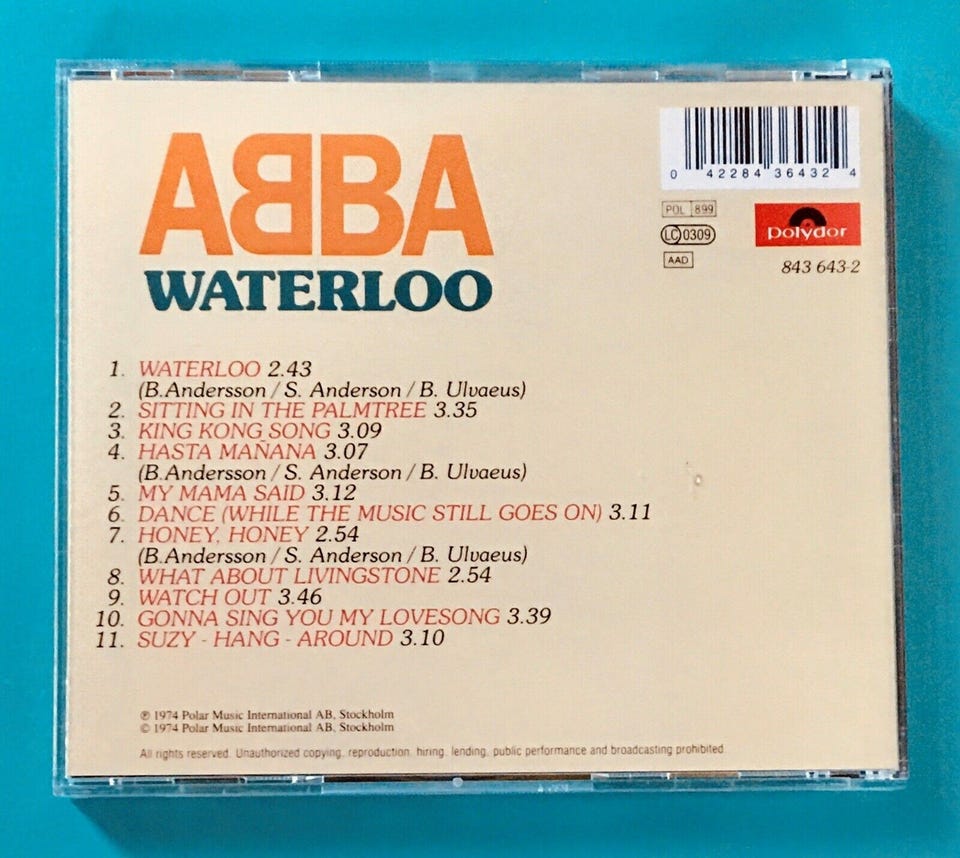 ABBA
WATERLOO
0 42284 36432 4
POL 899
LC 0309
AAD
polydor
843 643-2
1. WATERLOO 2.43
(B.Andersson / S. Anderson / B. Ulvaeus)
2. SITTING IN THE PALMTREE 3.35
3. KING KONG SONG 3.09
4. HASTA MAÑANA 3.07
(B.Andersson / S. Anderson / B. Ulvaeus)
5. MY MAMA SAID 3.12
6. DANCE (WHILE THE MUSIC STILL GOES ON) 3.11
7. HONEY, HONEY 2.54
(B.Andersson / S. Anderson / B. Ulvaeus)
8. WHAT ABOUT LIVINGSTONE 2.54
9. WATCH OUT 3.46
10. GONNA SING YOU MY LOVESONG 3.39
11. SUZY - HANG - AROUND 3.10
℗ 1974 Polar Music International AB, Stockholm
© 1974 Polar Music International AB, Stockholm
All rights reserved. Unauthorized copying, reproduction, hiring, lending, public performance and broadcasting prohibited.